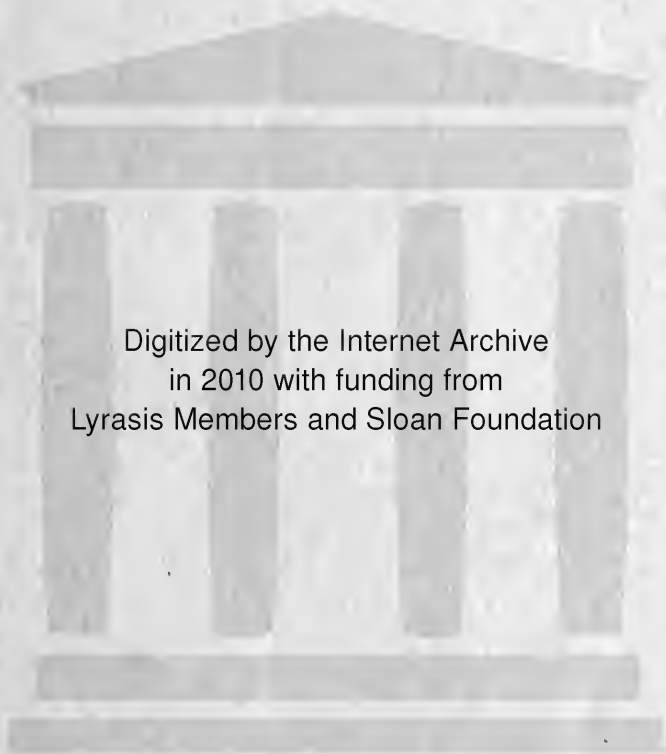 Digitized by the Internet Archive
in 2010 with funding from
Lyrasis Members and Sloan Foundation